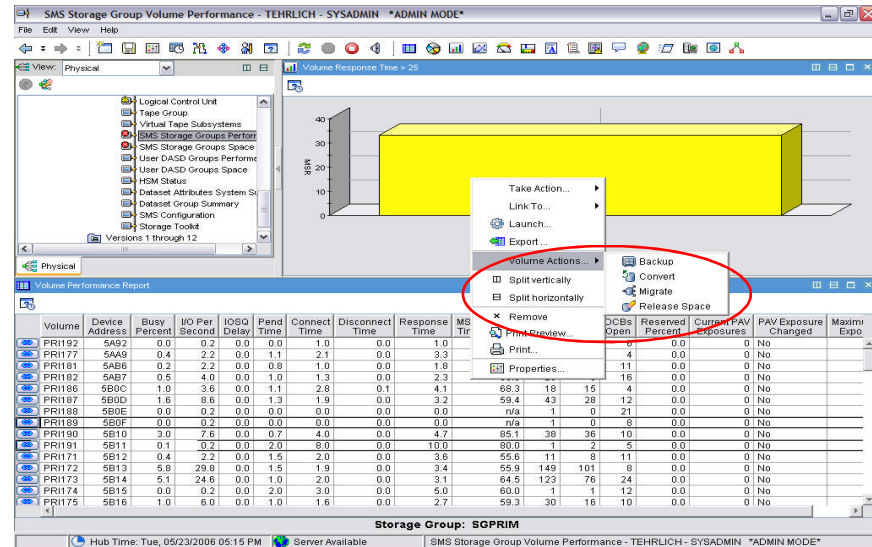 SMS Storage Group Volume Performance - TEHRLICH - SYSADMIN *ADMIN MODE*
File Edit View Help
View: Physical
Logical Control Unit
Tape Group
Virtual Tape Subsystems
SMS Storage Groups Perform
SMS Storage Groups Space
User DASD Groups Performa
User DASD Groups Space
HSM Status
Dataset Attributes System Su
Dataset Group Summary
SMS Configuration
Storage Toolkit
Versions 1 through 12
Physical
Volume Response Time > 25
MSR
40
30
20
10
0
Take Action...
Link To...
Launch...
Export ...
Volume Actions...
Split vertically
Split horizontally
Remove
Print Preview...
Print...
Properties...
Backup
Convert
Migrate
Release Space
Volume Performance Report
Volume Device Address Busy Percent I/O Per Second IOSQ Delay Pend Time Connect Time Disconnect Time Response Time MS Tim DCBs Open Reserved Percent Current PAV Exposures PAV Exposure Changed Maximu Expo
PRI192 5A92 0.0 0.2 0.0 0.0 1.0 0.0 1.0 6 0.0 0 No
PRI177 5AA9 0.4 2.2 0.0 1.1 2.1 0.0 3.3 4 0.0 0 No
PRI181 5AB6 0.2 2.2 0.0 0.8 1.0 0.0 1.8 11 0.0 0 No
PRI182 5AB7 0.5 4.0 0.0 1.0 1.3 0.0 2.3 16 0.0 0 No
PRI186 5B0C 1.0 3.6 0.0 1.1 2.8 0.1 4.1 68.3 18 15 4 0.0 0 No
PRI187 5B0D 1.6 8.6 0.0 1.3 1.9 0.0 3.2 59.4 43 28 12 0.0 0 No
PRI188 5B0E 0.0 0.2 0.0 0.0 0.0 0.0 0.0 n/a 1 0 21 0.0 0 No
PRI189 5B0F 0.0 0.2 0.0 0.0 0.0 0.0 0.0 n/a 1 0 8 0.0 0 No
PRI190 5B10 3.0 7.6 0.0 0.7 4.0 0.0 4.7 85.1 38 36 10 0.0 0 No
PRI191 5B11 0.1 0.2 0.0 2.0 8.0 0.0 10.0 80.0 1 2 5 0.0 0 No
PRI171 5B12 0.4 2.2 0.0 1.5 2.0 0.0 3.6 55.6 11 8 11 0.0 0 No
PRI172 5B13 5.8 29.8 0.0 1.5 1.9 0.0 3.4 55.9 149 101 8 0.0 0 No
PRI173 5B14 5.1 24.6 0.0 1.0 2.0 0.0 3.1 64.5 123 76 24 0.0 0 No
PRI174 5B15 0.0 0.2 0.0 2.0 3.0 0.0 5.0 60.0 1 1 12 0.0 0 No
PRI175 5B16 1.0 6.0 0.0 1.0 1.6 0.0 2.7 59.3 30 16 10 0.0 0 No
Storage Group: SGPRIM
Hub Time: Tue, 05/23/2006 05:15 PM Server Available SMS Storage Group Volume Performance - TEHRLICH - SYSADMIN *ADMIN MODE*